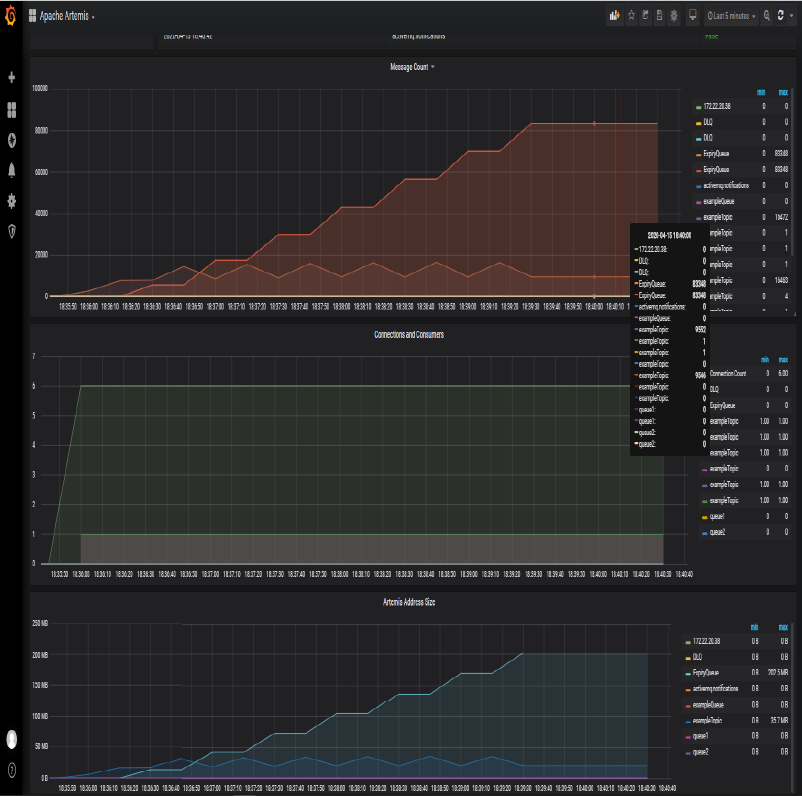 Apache Artemis
Last 5 minutes
activemq.notifications
False
Message Count
min max
100000
80000
60000
40000
20000
0
172.22.20.38 0 0
DLQ 0 0
DLQ 0 0
ExpiryQueue 0 83348
ExpiryQueue 0 83348
activemq.notifications 0 0
exampleQueue 0 0
exampleTopic 0 16472
mpleTopic 0 1
mpleTopic 0 1
mpleTopic 0 1
mpleTopic 0 16463
mpleTopic 0 4
18:35:50 18:36:00 18:36:10 18:36:20 18:36:30 18:36:40 18:36:50 18:37:00 18:37:10 18:37:20 18:37:30 18:37:40 18:37:50 18:38:00 18:38:10 18:38:20 18:38:30 18:38:40 18:38:50 18:39:00 18:39:10 18:39:20 18:39:30 18:39:40 18:39:50 18:40:00 18:40:10
2020-04-15 18:40:00
172.22.20.38: 0
DLQ: 0
DLQ: 0
ExpiryQueue: 83348
ExpiryQueue: 83348
activemq.notifications: 0
exampleQueue: 0
exampleTopic: 9552
exampleTopic: 1
exampleTopic: 1
exampleTopic: 0
exampleTopic: 9546
exampleTopic: 0
exampleTopic: 0
queue1: 0
queue1: 0
queue2: 0
queue2: 0
Connections and Consumers
min max
7
6
5
4
3
2
1
0
Connection Count 0 6.00
DLQ 0 0
ExpiryQueue 0 0
exampleTopic 1.00 1.00
exampleTopic 1.00 1.00
exampleTopic 1.00 1.00
exampleTopic 0 0
exampleTopic 1.00 1.00
exampleTopic 1.00 1.00
queue1 0 0
queue2 0 0
18:35:50 18:36:00 18:36:10 18:36:20 18:36:30 18:36:40 18:36:50 18:37:00 18:37:10 18:37:20 18:37:30 18:37:40 18:37:50 18:38:00 18:38:10 18:38:20 18:38:30 18:38:40 18:38:50 18:39:00 18:39:10 18:39:20 18:39:30 18:39:40 18:39:50 18:40:00 18:40:10 18:40:20 18:40:30 18:40:40
Artemis Address Size
min max
250 MB
200 MB
150 MB
100 MB
50 MB
0 B
172.22.20.38 0 B 0 B
DLQ 0 B 0 B
ExpiryQueue 0 B 202.5 MB
activemq.notifications 0 B 0 B
exampleQueue 0 B 0 B
exampleTopic 0 B 35.7 MB
queue1 0 B 0 B
queue2 0 B 0 B
18:35:50 18:36:00 18:36:10 18:36:20 18:36:30 18:36:40 18:36:50 18:37:00 18:37:10 18:37:20 18:37:30 18:37:40 18:37:50 18:38:00 18:38:10 18:38:20 18:38:30 18:38:40 18:38:50 18:39:00 18:39:10 18:39:20 18:39:30 18:39:40 18:39:50 18:40:00 18:40:10 18:40:20 18:40:30 18:40:40